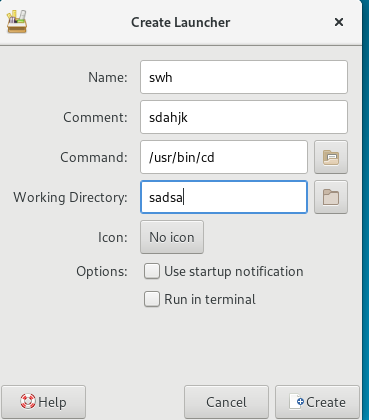 Create Launcher
Name: swh
Comment: sdahjk
Command: /usr/bin/cd
Working Directory: sadsa
Icon: No icon
Options: Use startup notification
Run in terminal
Help Cancel Create